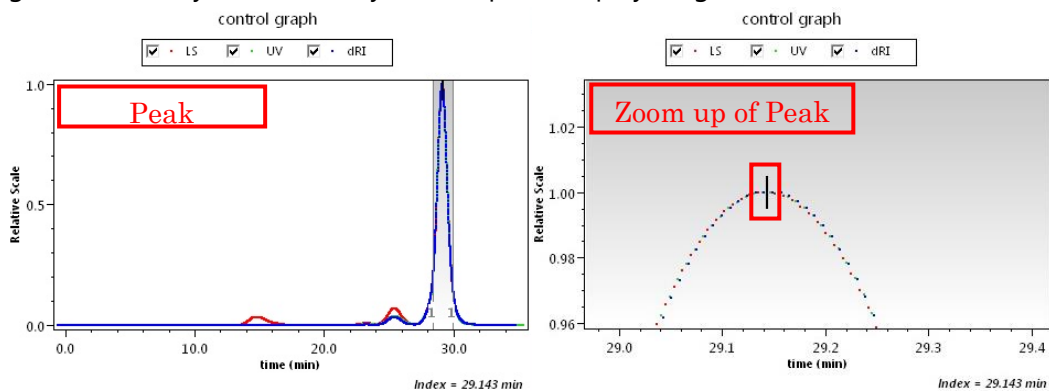 control graph
LS UV dRI
Peak
1.0
0.5
0.0
Relative Scale
0.0 10.0 20.0 30.0
1 1
time (min)
Index = 29.143 min
control graph
LS UV dRI
Zoom up of Peak
1.02
1.00
0.98
0.96
Relative Scale
29.0 29.1 29.2 29.3 29.4
time (min)
Index = 29.143 min